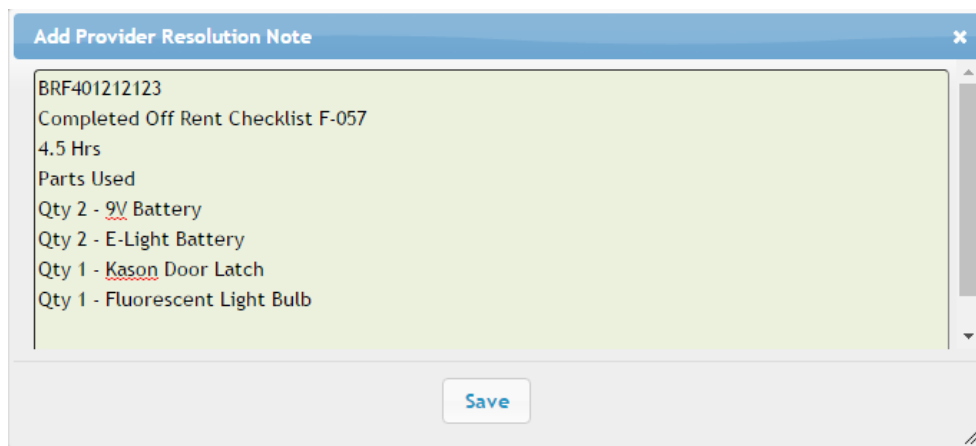 Add Provider Resolution Note
BRF401212123
Completed Off Rent Checklist F-057
4.5 Hrs
Parts Used
Qty 2 - 9V Battery
Qty 2 - E-Light Battery
Qty 1 - Kason Door Latch
Qty 1 - Fluorescent Light Bulb
Save